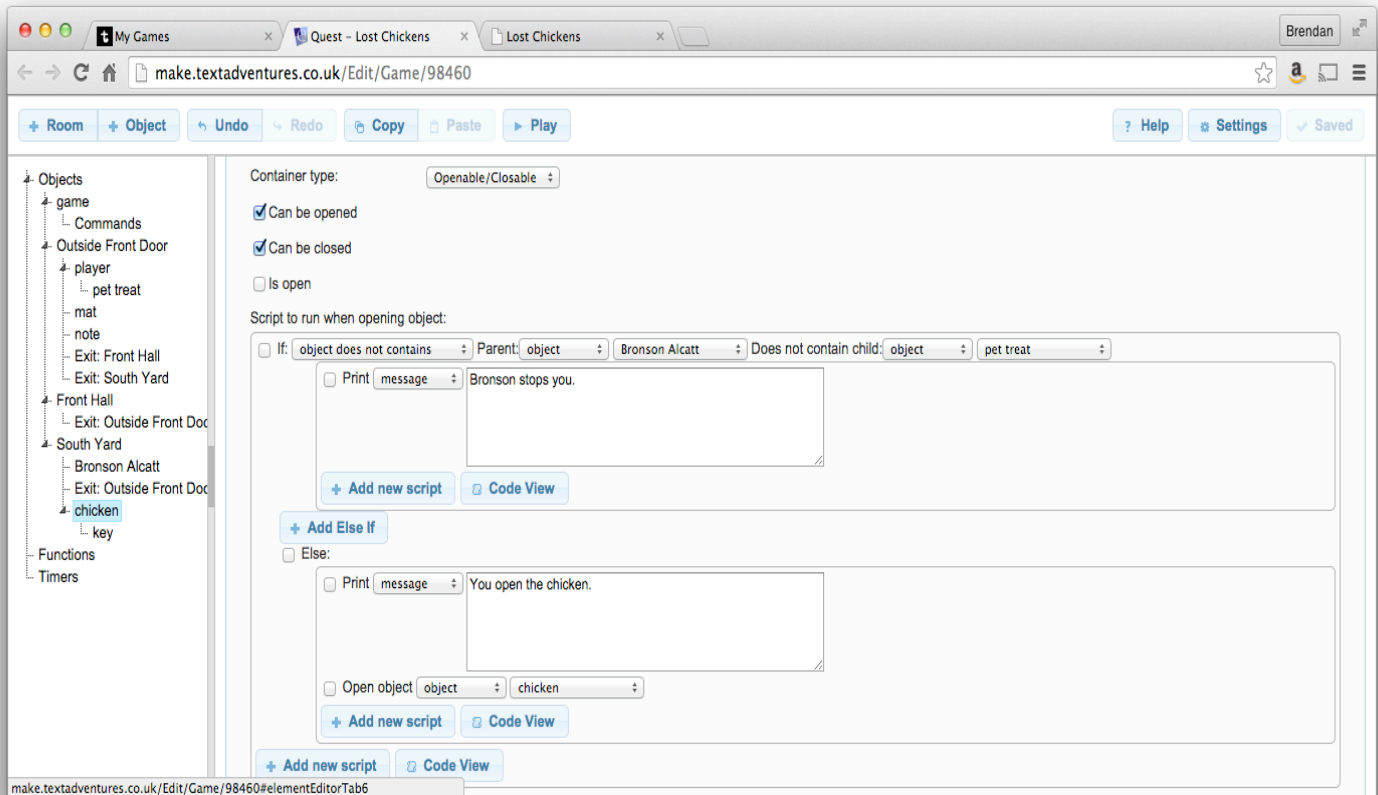 My Games
Quest – Lost Chickens
Lost Chickens
Brendan
make.textadventures.co.uk/Edit/Game/98460
+ Room + Object Undo Redo Copy Paste Play ? Help Settings Saved
Objects
game
Commands
Outside Front Door
player
pet treat
mat
note
Exit: Front Hall
Exit: South Yard
Front Hall
Exit: Outside Front Doo
South Yard
Bronson Alcatt
Exit: Outside Front Doo
chicken
key
Functions
Timers
Container type: Openable/Closable
Can be opened
Can be closed
Is open
Script to run when opening object:
If: object does not contains Parent: object Bronson Alcatt Does not contain child: object pet treat
Print message Bronson stops you.
+ Add new script Code View
+ Add Else If
Else:
Print message You open the chicken.
Open object object chicken
+ Add new script Code View
+ Add new script Code View
make.textadventures.co.uk/Edit/Game/98460#elementEditorTab6